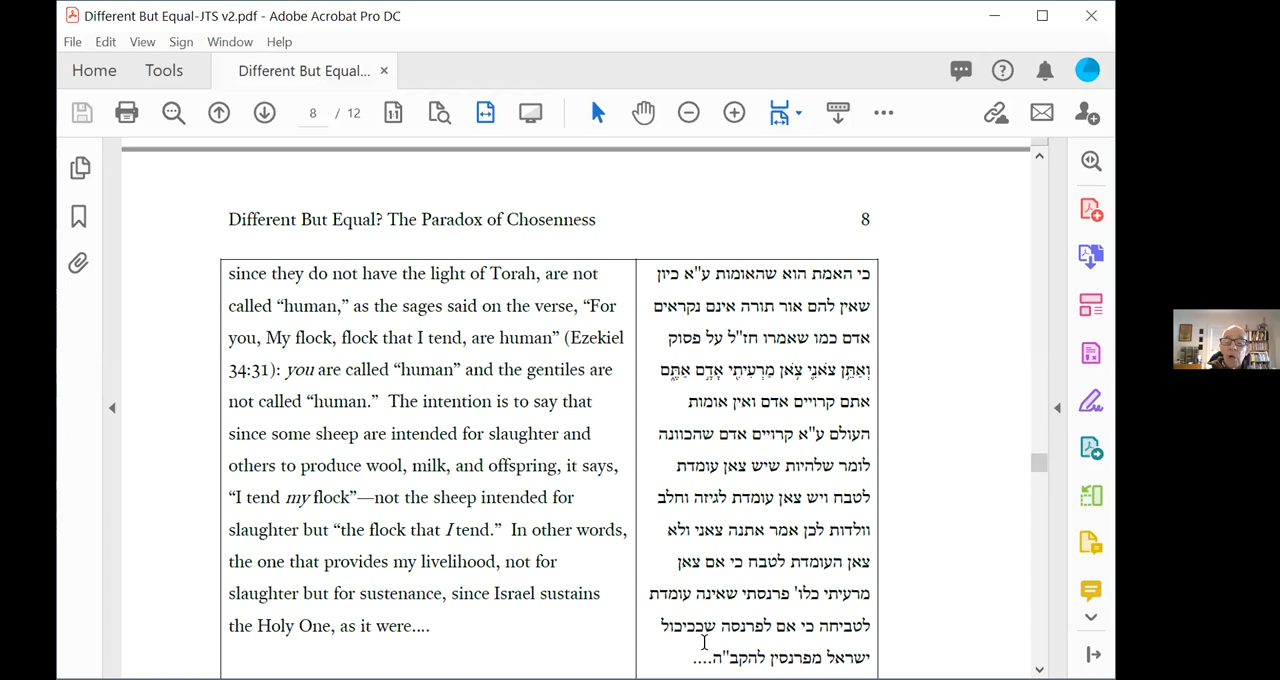 Different But Equal-JTS v2.pdf - Adobe Acrobat Pro DC
File Edit View Sign Window Help
Home Tools Different But Equal... ×
8 / 12
Different But Equal? The Paradox of Chosenness 8
since they do not have the light of Torah, are not
called “human,” as the sages said on the verse, “For
you, My flock, flock that I tend, are human” (Ezekiel
34:31): you are called “human” and the gentiles are
not called “human.” The intention is to say that
since some sheep are intended for slaughter and
others to produce wool, milk, and offspring, it says,
“I tend my flock”—not the sheep intended for
slaughter but “the flock that I tend.” In other words,
the one that provides my livelihood, not for
slaughter but for sustenance, since Israel sustains
the Holy One, as it were....
כי האמת הוא שהאומות ע"א כיון
שאין להם אור תורה אינם נקראים
אדם כמו שאמרו חז"ל על פסוק
וְאַתֵּ֥ן צֹאנִ֛י צֹ֥אן מַרְעִיתִ֖י אָדָ֣ם אַתֶּ֑ם
אתם קרויים אדם ואין אומות
העולם ע"א קרויים אדם שהכוונה
לומר שלהיות שיש צאן עומדת
לטבח ויש צאן עומדת לגיזה וחלב
וולדות לכן אמר אתנה צאני ולא
צאן העומדת לטבח כי אם צאן
מרעיתי כלו' פרנסתי שאינה עומדת
לטביחה כי אם לפרנסה שכביכול
ישראל מפרנסין להקב"ה....